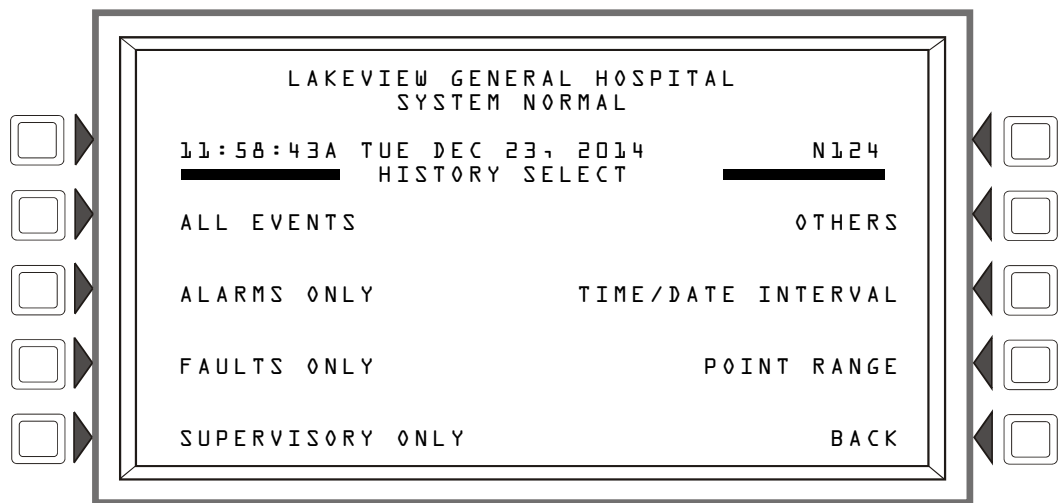 LAKEVIEW GENERAL HOSPITAL
SYSTEM NORMAL
11:58:43A TUE DEC 23, 2014 N124
HISTORY SELECT
ALL EVENTS OTHERS
ALARMS ONLY TIME/DATE INTERVAL
FAULTS ONLY POINT RANGE
SUPERVISORY ONLY BACK